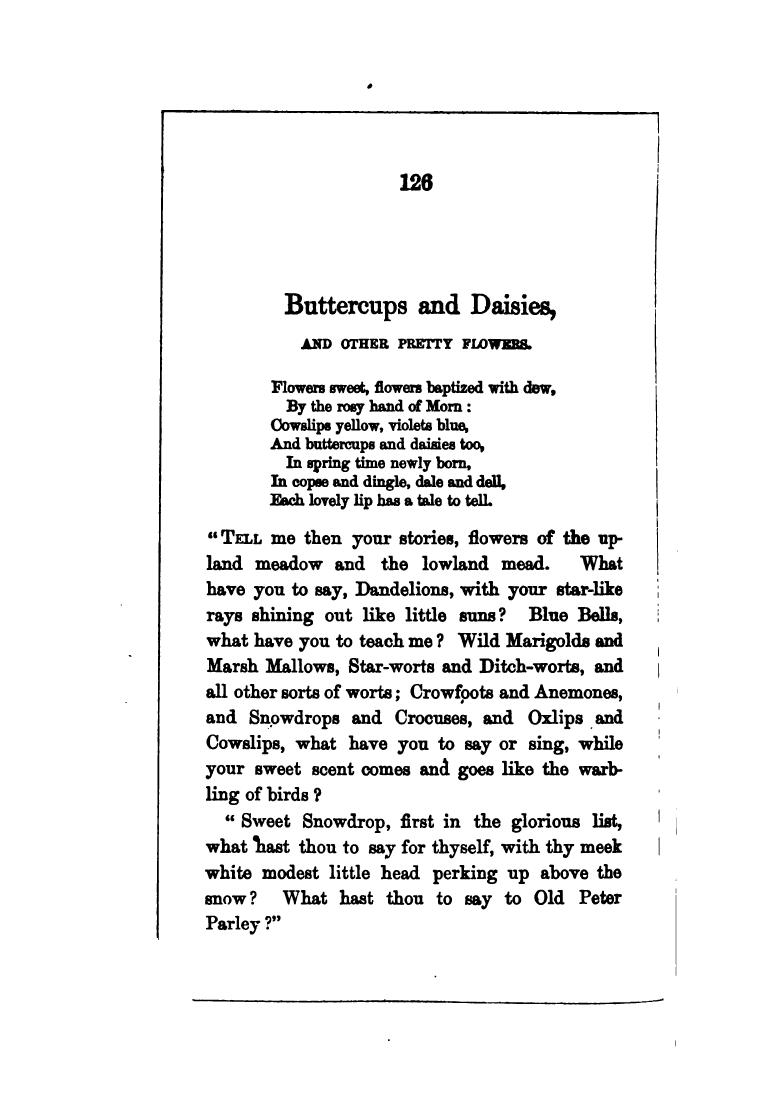 126
Buttercups and Daisies,
AND OTHER PRETTY FLOWERS.
Flowers sweet, flowers baptized with dew,
By the rosy hand of Morn :
Cowslips yellow, violets blue,
And buttercups and daisies too,
In spring time newly born,
In copse and dingle, dale and dell,
Each lovely lip has a tale to tell.
"TELL me then your stories, flowers of the up-
land meadow and the lowland mead. What
have you to say, Dandelions, with your star-like
rays shining out like little suns? Blue Bells,
what have you to teach me? Wild Marigolds and
Marsh Mallows, Star-worts and Ditch-worts, and
all other sorts of worts; Crowfoots and Anemones,
and Snowdrops and Crocuses, and Oxlips and
Cowslips, what have you to say or sing, while
your sweet scent comes and goes like the warb-
ling of birds?
" Sweet Snowdrop, first in the glorious list,
what hast thou to say for thyself, with thy meek
white modest little head perking up above the
snow? What hast thou to say to Old Peter
Parley?"